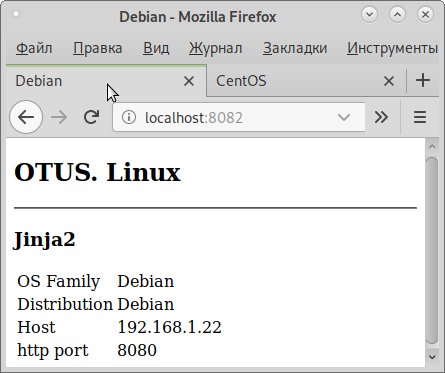 Debian - Mozilla Firefox
Файл Правка Вид Журнал Закладки Инструменты
Debian CentOS
localhost:8082
OTUS. Linux
Jinja2
OS Family Debian
Distribution Debian
Host 192.168.1.22
http port 8080